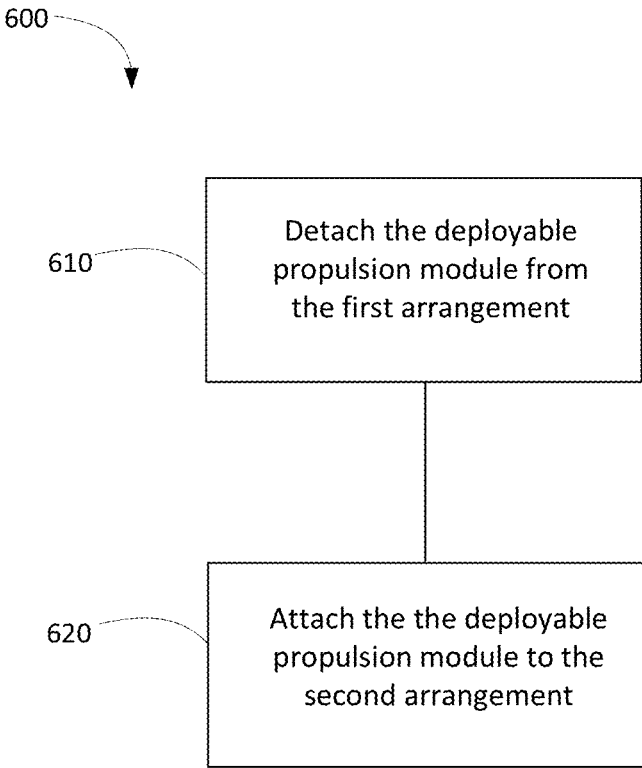 600
610
Detach the deployable
propulsion module from
the first arrangement
620
Attach the the deployable
propulsion module to the
second arrangement